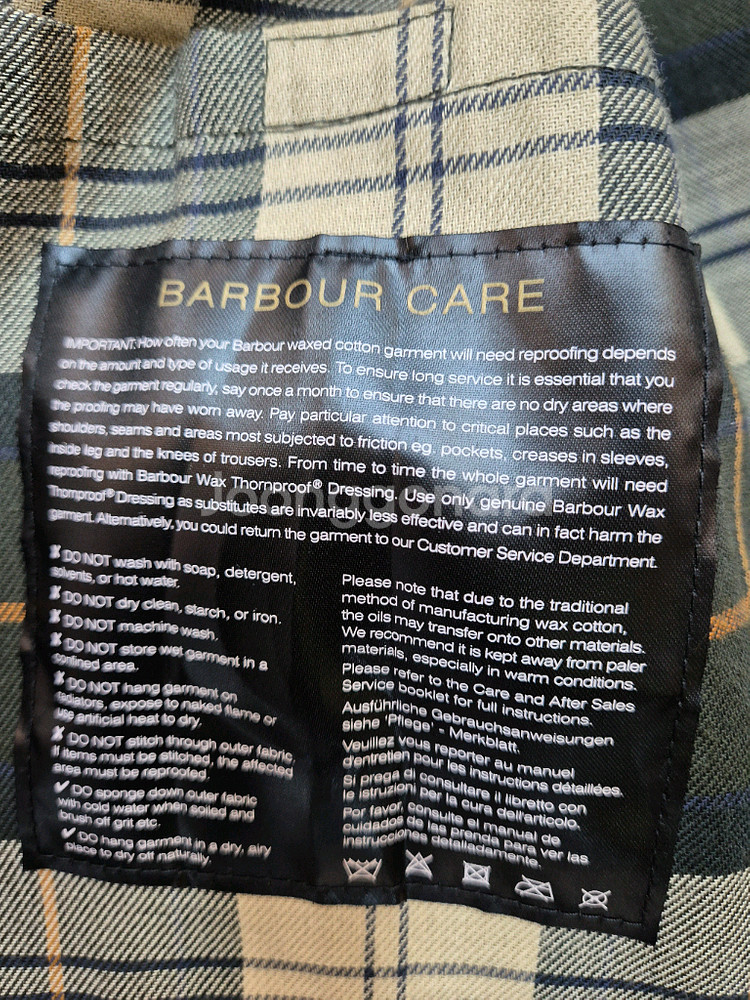 BARBOUR CARE
IMPORTANT: How often your Barbour waxed cotton garment will need reproofing depends
on the amount and type of usage it receives. To ensure long service it is essential that you
check the garment regularly, say once a month to ensure that there are no dry areas where
the proofing may have worn away. Pay particular attention to critical places such as the
shoulders, seams and areas most subjected to friction eg. pockets, creases in sleeves,
inside leg and the knees of trousers. From time to time the whole garment will need
reproofing with Barbour Wax Thornproof® Dressing. Use only genuine Barbour Wax
Thornproof® Dressing as substitutes are invariably less effective and can in fact harm the
garment. Alternatively, you could return the garment to our Customer Service Department.
✘ DO NOT wash with soap, detergent,
solvents, or hot water.
✘ DO NOT dry clean, starch, or iron.
✘ DO NOT machine wash.
✘ DO NOT store wet garment in a
confined area.
✘ DO NOT hang garment on
radiators, expose to naked flame or
use artificial heat to dry.
✘ DO NOT stitch through outer fabric.
If items must be stitched, the affected
area must be reproofed.
✔ DO sponge down outer fabric
with cold water when soiled and
brush off grit etc.
✔ DO hang garment in a dry, airy
place to dry off naturally.
Please note that due to the traditional
method of manufacturing wax cotton,
the oils may transfer onto other materials.
We recommend it is kept away from paler
materials, especially in warm conditions.
Please refer to the Care and After Sales
Service booklet for full instructions.
Ausführliche Gebrauchsanweisungen
siehe 'Pflege' - Merkblatt.
Veuillez vous reporter au manuel
d'entretien pour les instructions détaillées.
Si prega di consultare il libretto con
le istruzioni per la cura dell'articolo.
Por favor, consulte el manual de
cuidados de las prenda para ver las
instrucciones detalladamente.